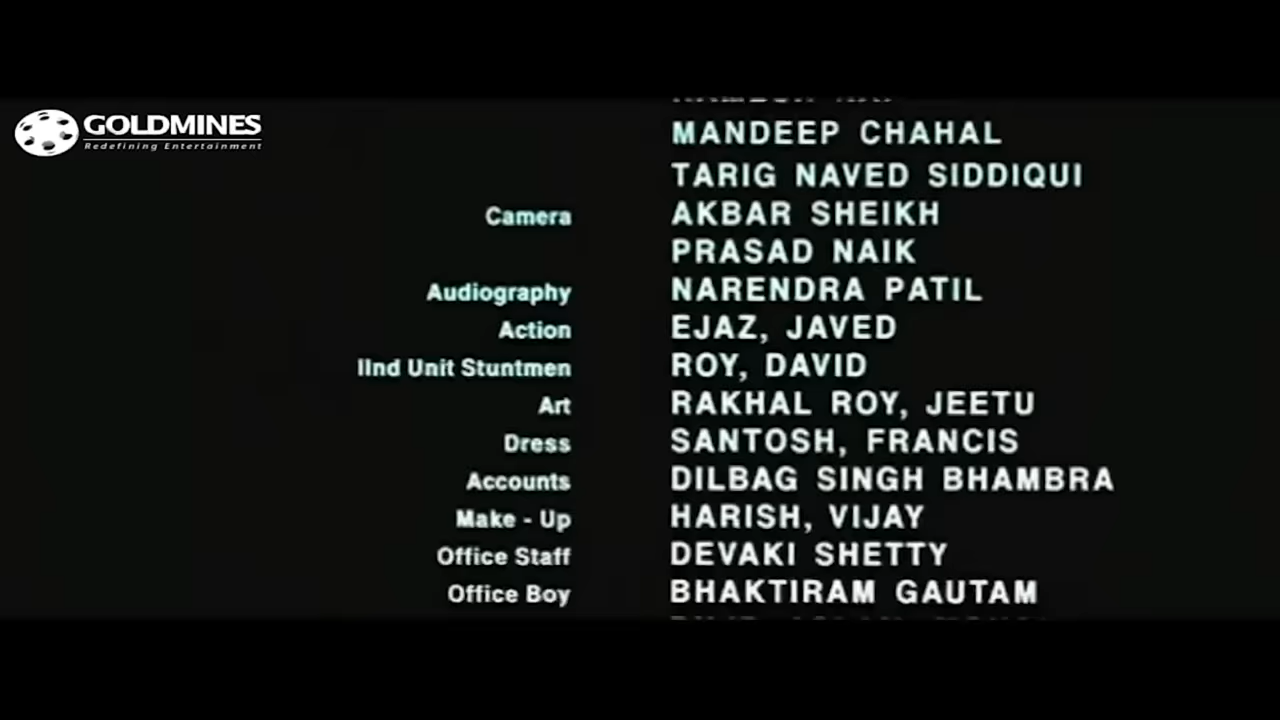 GOLDMINES
Redefining Entertainment
MANDEEP CHAHAL
TARIG NAVED SIDDIQUI
Camera AKBAR SHEIKH
PRASAD NAIK
Audiography NARENDRA PATIL
Action EJAZ, JAVED
IInd Unit Stuntmen ROY, DAVID
Art RAKHAL ROY, JEETU
Dress SANTOSH, FRANCIS
Accounts DILBAG SINGH BHAMBRA
Make - Up HARISH, VIJAY
Office Staff DEVAKI SHETTY
Office Boy BHAKTIRAM GAUTAM